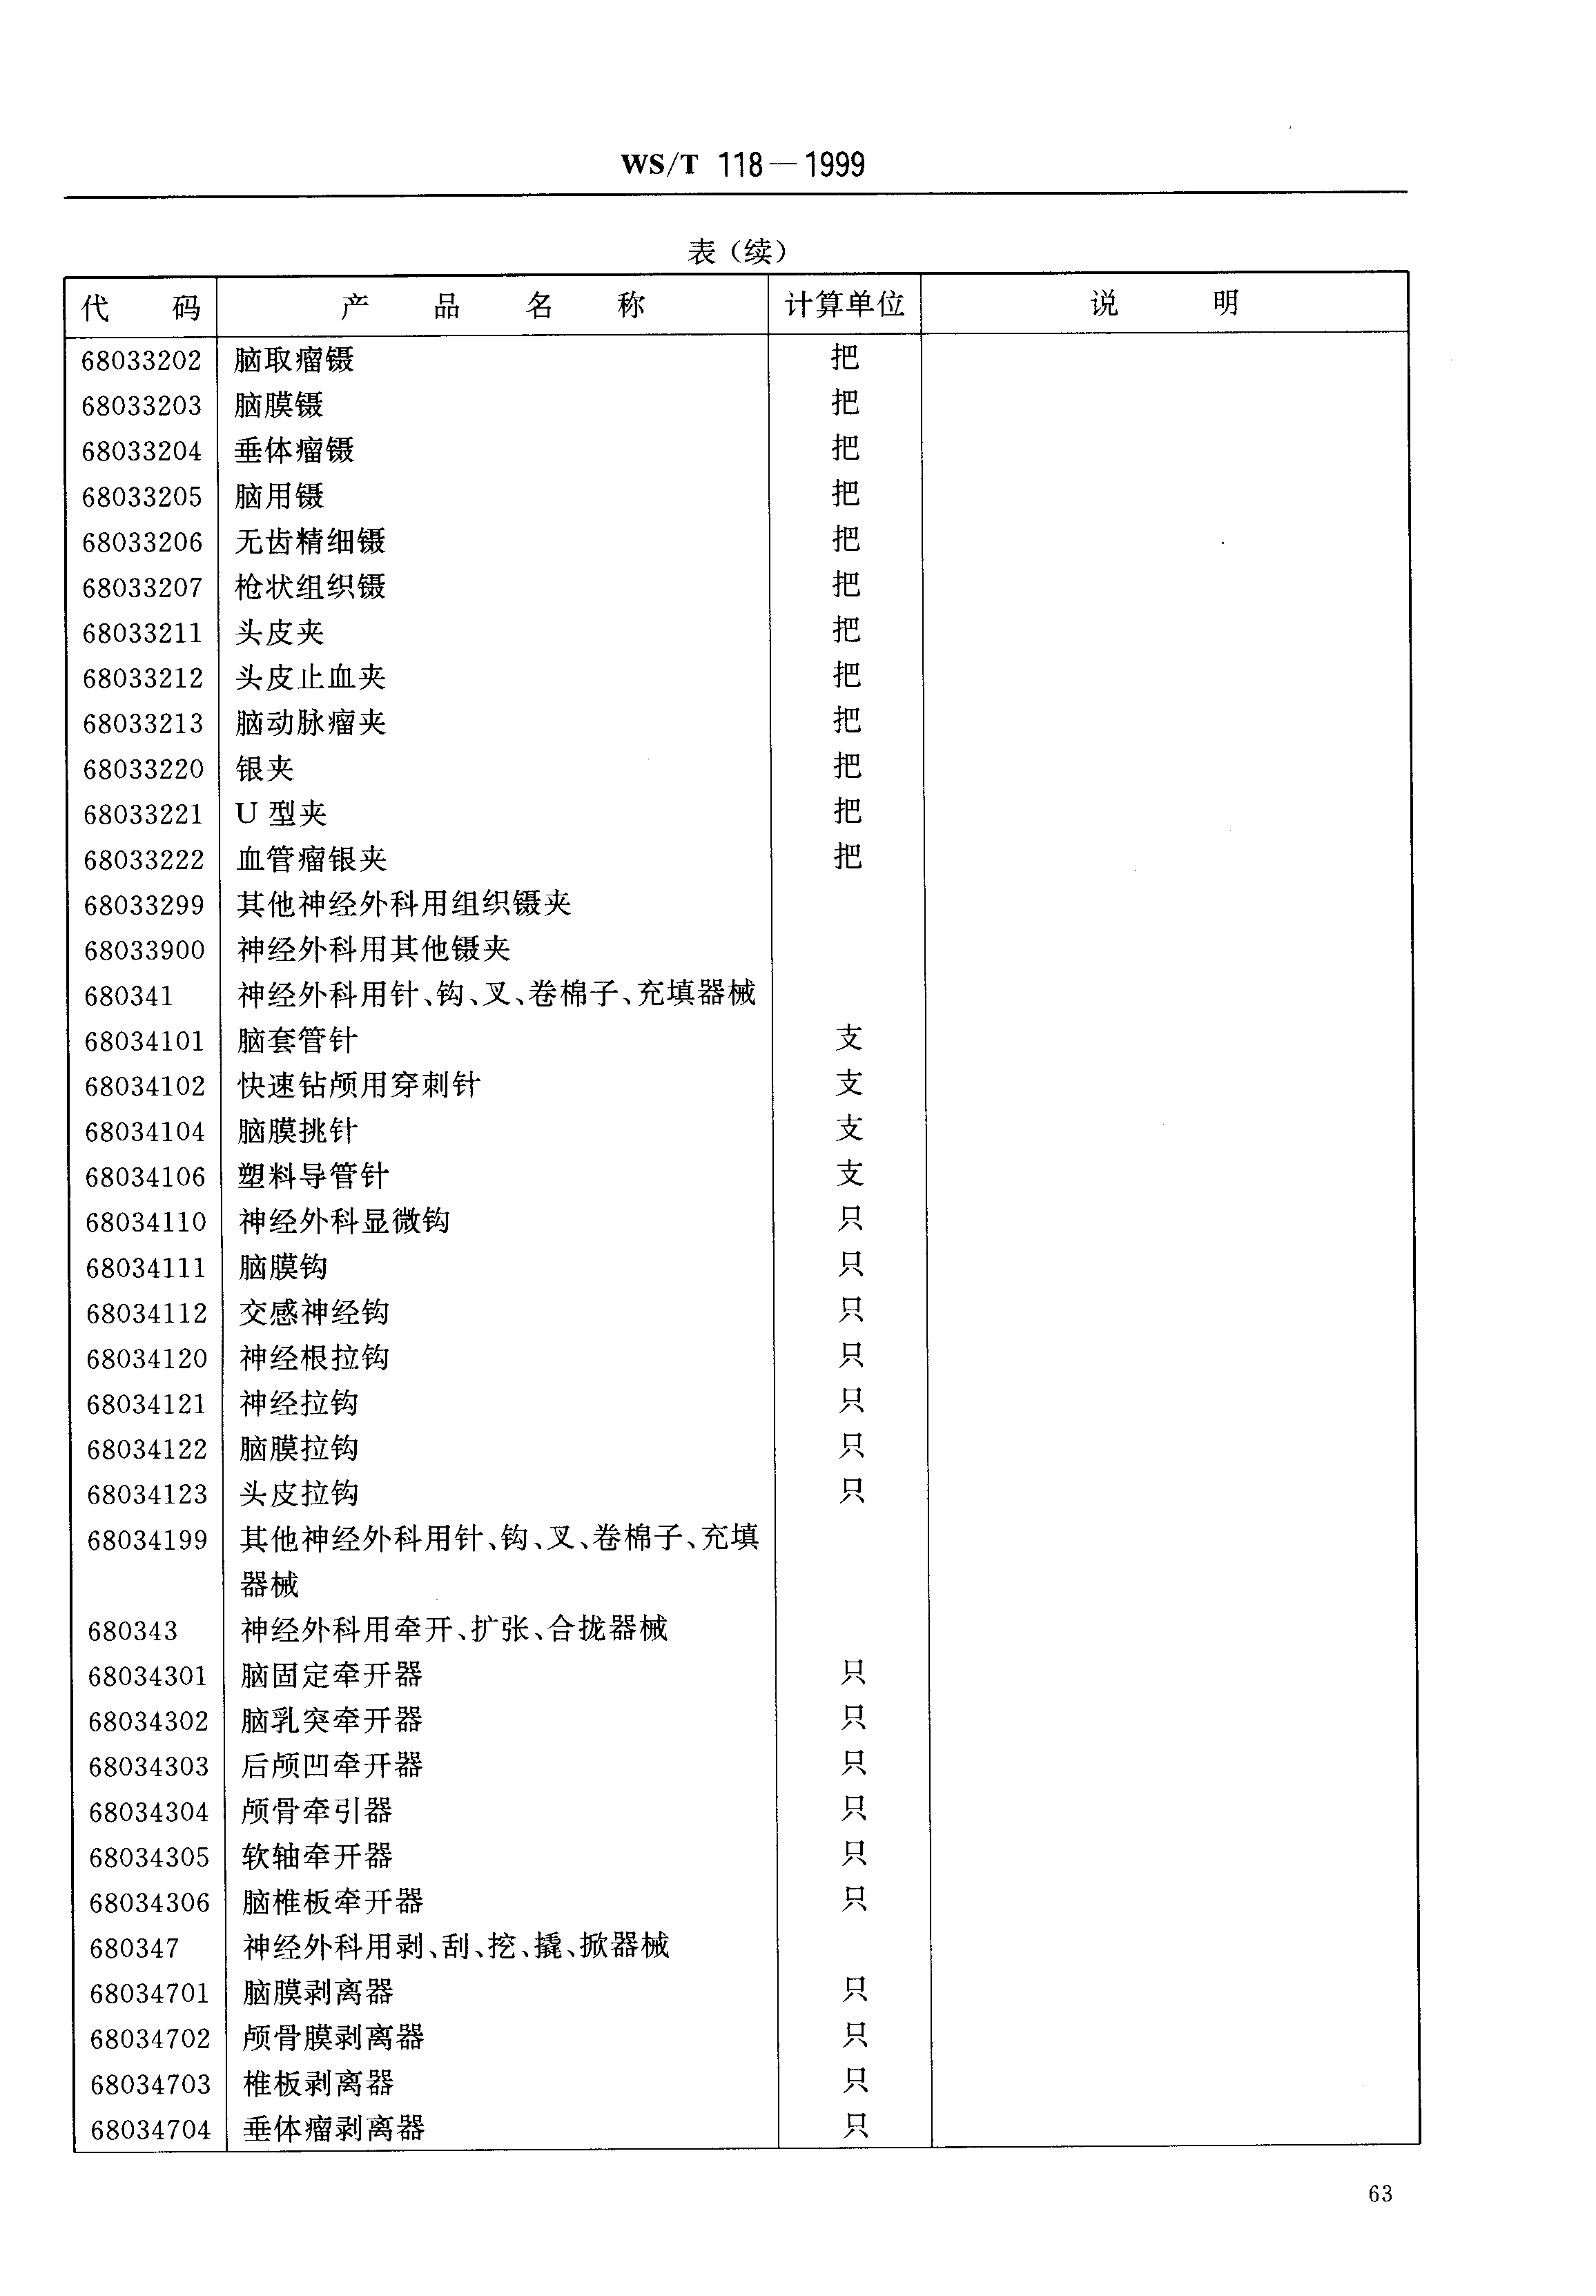 WS/T 118—1999
表（续）
代 码 产 品 名 称 计算单位 说 明
68033202 脑取瘤镊 把
68033203 脑膜镊 把
68033204 垂体瘤镊 把
68033205 脑用镊 把
68033206 无齿精细镊 把
68033207 枪状组织镊 把
68033211 头皮夹 把
68033212 头皮止血夹 把
68033213 脑动脉瘤夹 把
68033220 银夹 把
68033221 U 型夹 把
68033222 血管瘤银夹 把
68033299 其他神经外科用组织镊夹
68033900 神经外科用其他镊夹
680341 神经外科用针、钩、叉、卷棉子、充填器械
68034101 脑套管针 支
68034102 快速钻颅用穿刺针 支
68034104 脑膜挑针 支
68034106 塑料导管针 支
68034110 神经外科显微钩 只
68034111 脑膜钩 只
68034112 交感神经钩 只
68034120 神经根拉钩 只
68034121 神经拉钩 只
68034122 脑膜拉钩 只
68034123 头皮拉钩 只
68034199 其他神经外科用针、钩、叉、卷棉子、充填
器械
680343 神经外科用牵开、扩张、合拢器械
68034301 脑固定牵开器 只
68034302 脑乳突牵开器 只
68034303 后颅凹牵开器 只
68034304 颅骨牵引器 只
68034305 软轴牵开器 只
68034306 脑椎板牵开器 只
680347 神经外科用剥、刮、挖、撬、掀器械
68034701 脑膜剥离器 只
68034702 颅骨膜剥离器 只
68034703 椎板剥离器 只
68034704 垂体瘤剥离器 只
63